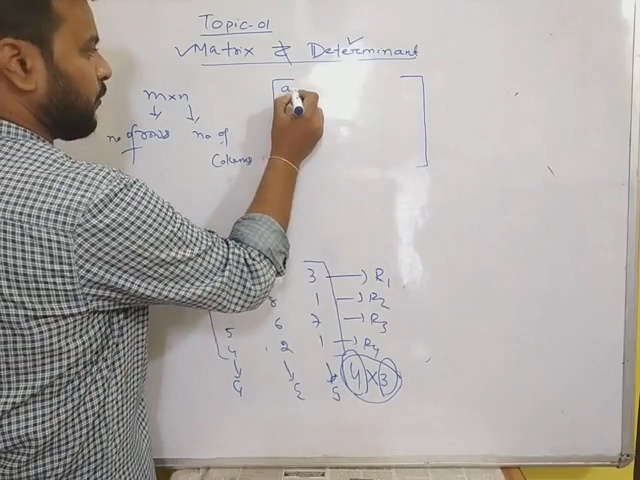 Topic-01
✓Matrix & Determinant
m×n
no of rows no of
Colums
a
3 → R1
8 1 → R2
6 7 → R3
5
2 1 → R4
4
4×3